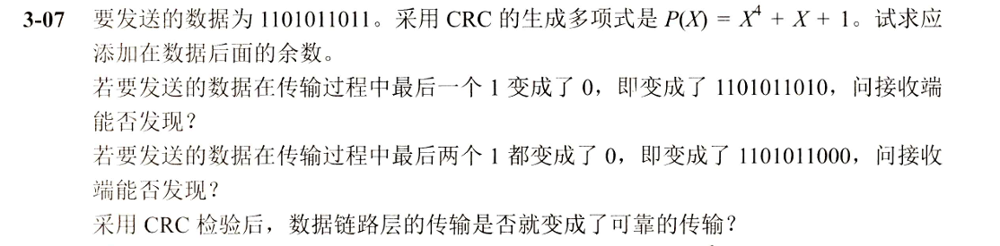 3-07 要发送的数据为 1101011011。采用 CRC 的生成多项式是 P(X) = X⁴ + X + 1。试求应
添加在数据后面的余数。
若要发送的数据在传输过程中最后一个 1 变成了 0，即变成了 1101011010，问接收端
能否发现？
若要发送的数据在传输过程中最后两个 1 都变成了 0，即变成了 1101011000，问接收
端能否发现？
采用 CRC 检验后，数据链路层的传输是否就变成了可靠的传输？